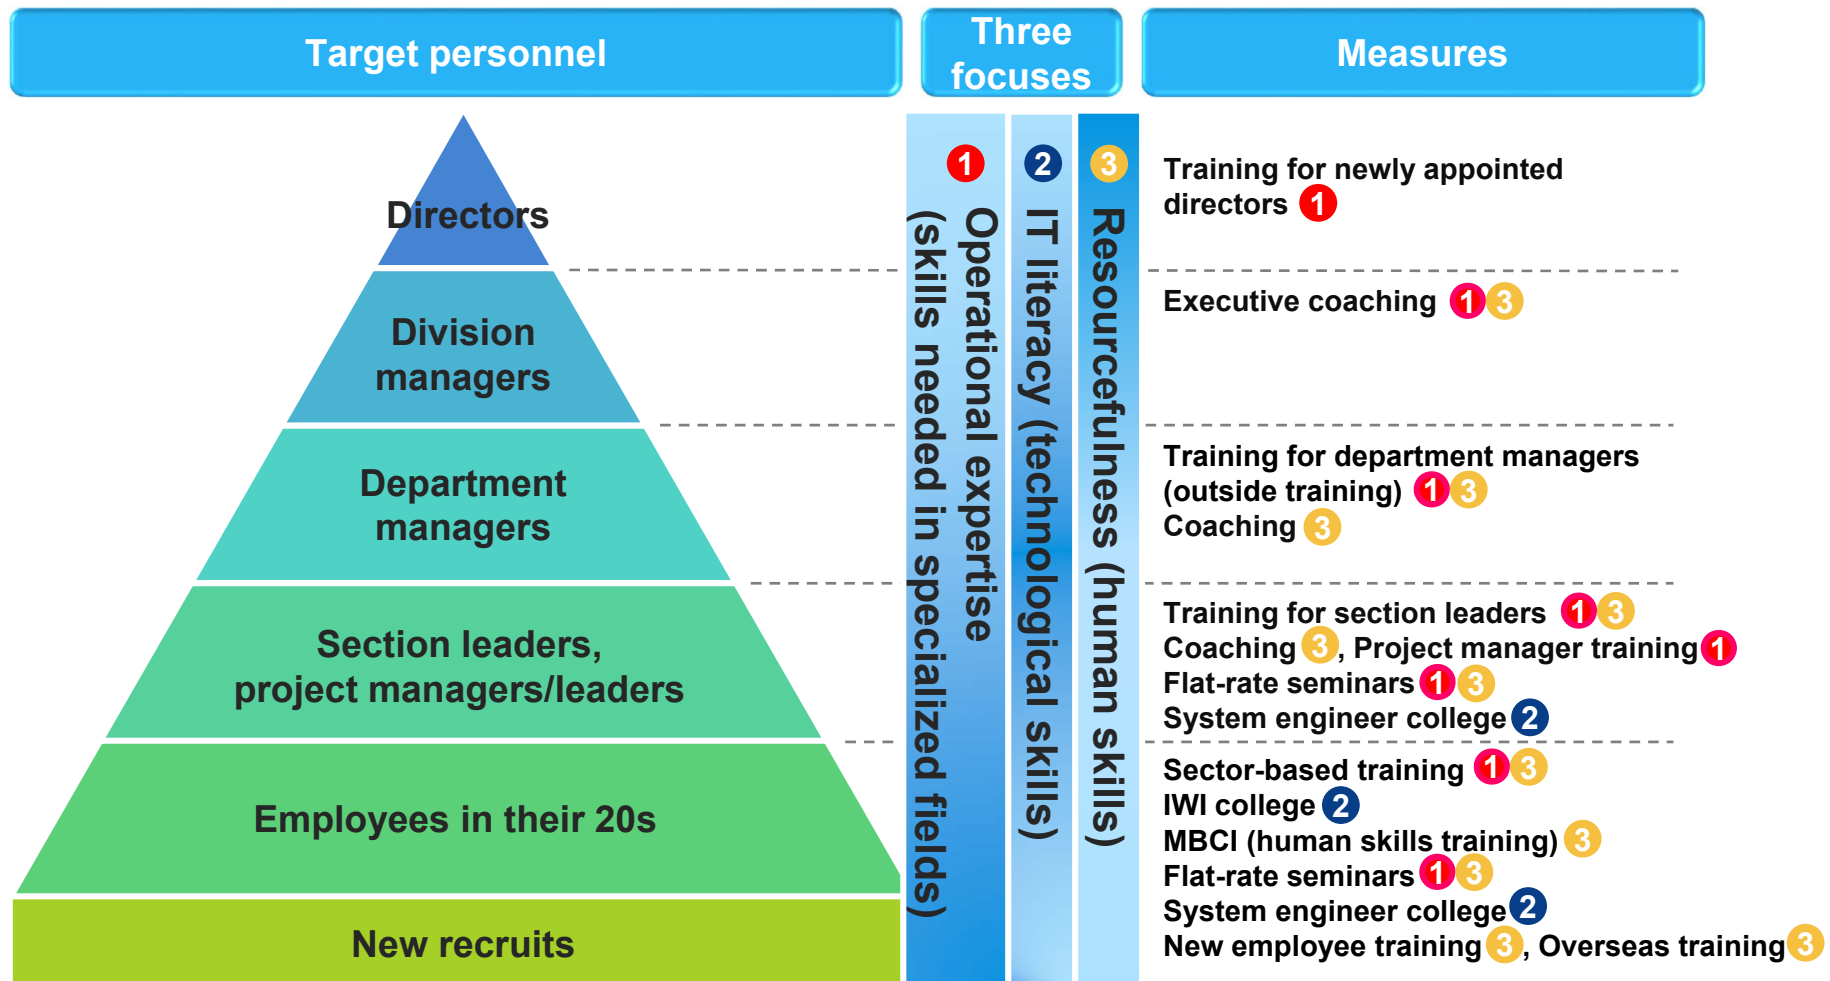 Target personnel
Three
focuses
Measures
Directors
Division
managers
Department
managers
Section leaders,
project managers/leaders
Employees in their 20s
New recruits
1
Operational expertise
(skills needed in specialized fields)
2
IT literacy (technological skills)
3
Resourcefulness (human skills)
Training for newly appointed
directors 1
Executive coaching 1 3
Training for department managers
(outside training) 1 3
Coaching 3
Training for section leaders 1 3
Coaching 3, Project manager training 1
Flat-rate seminars 1 3
System engineer college 2
Sector-based training 1 3
IWI college 2
MBCI (human skills training) 3
Flat-rate seminars 1 3
System engineer college 2
New employee training 3, Overseas training 3